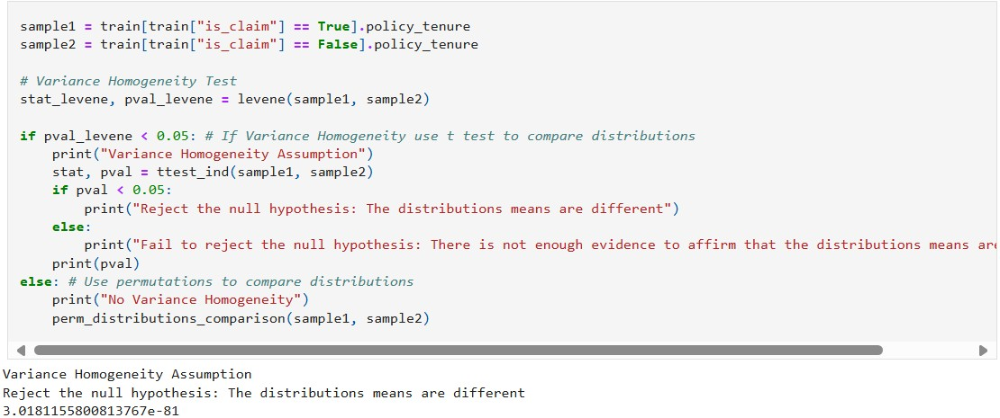 sample1 = train[train["is_claim"] == True].policy_tenure
sample2 = train[train["is_claim"] == False].policy_tenure
# Variance Homogeneity Test
stat_levene, pval_levene = levene(sample1, sample2)
if pval_levene < 0.05: # If Variance Homogeneity use t test to compare distributions
    print("Variance Homogeneity Assumption")
    stat, pval = ttest_ind(sample1, sample2)
    if pval < 0.05:
        print("Reject the null hypothesis: The distributions means are different")
    else:
        print("Fail to reject the null hypothesis: There is not enough evidence to affirm that the distributions means are
    print(pval)
else: # Use permutations to compare distributions
    print("No Variance Homogeneity")
    perm_distributions_comparison(sample1, sample2)
Variance Homogeneity Assumption
Reject the null hypothesis: The distributions means are different
3.0181155800813767e-81